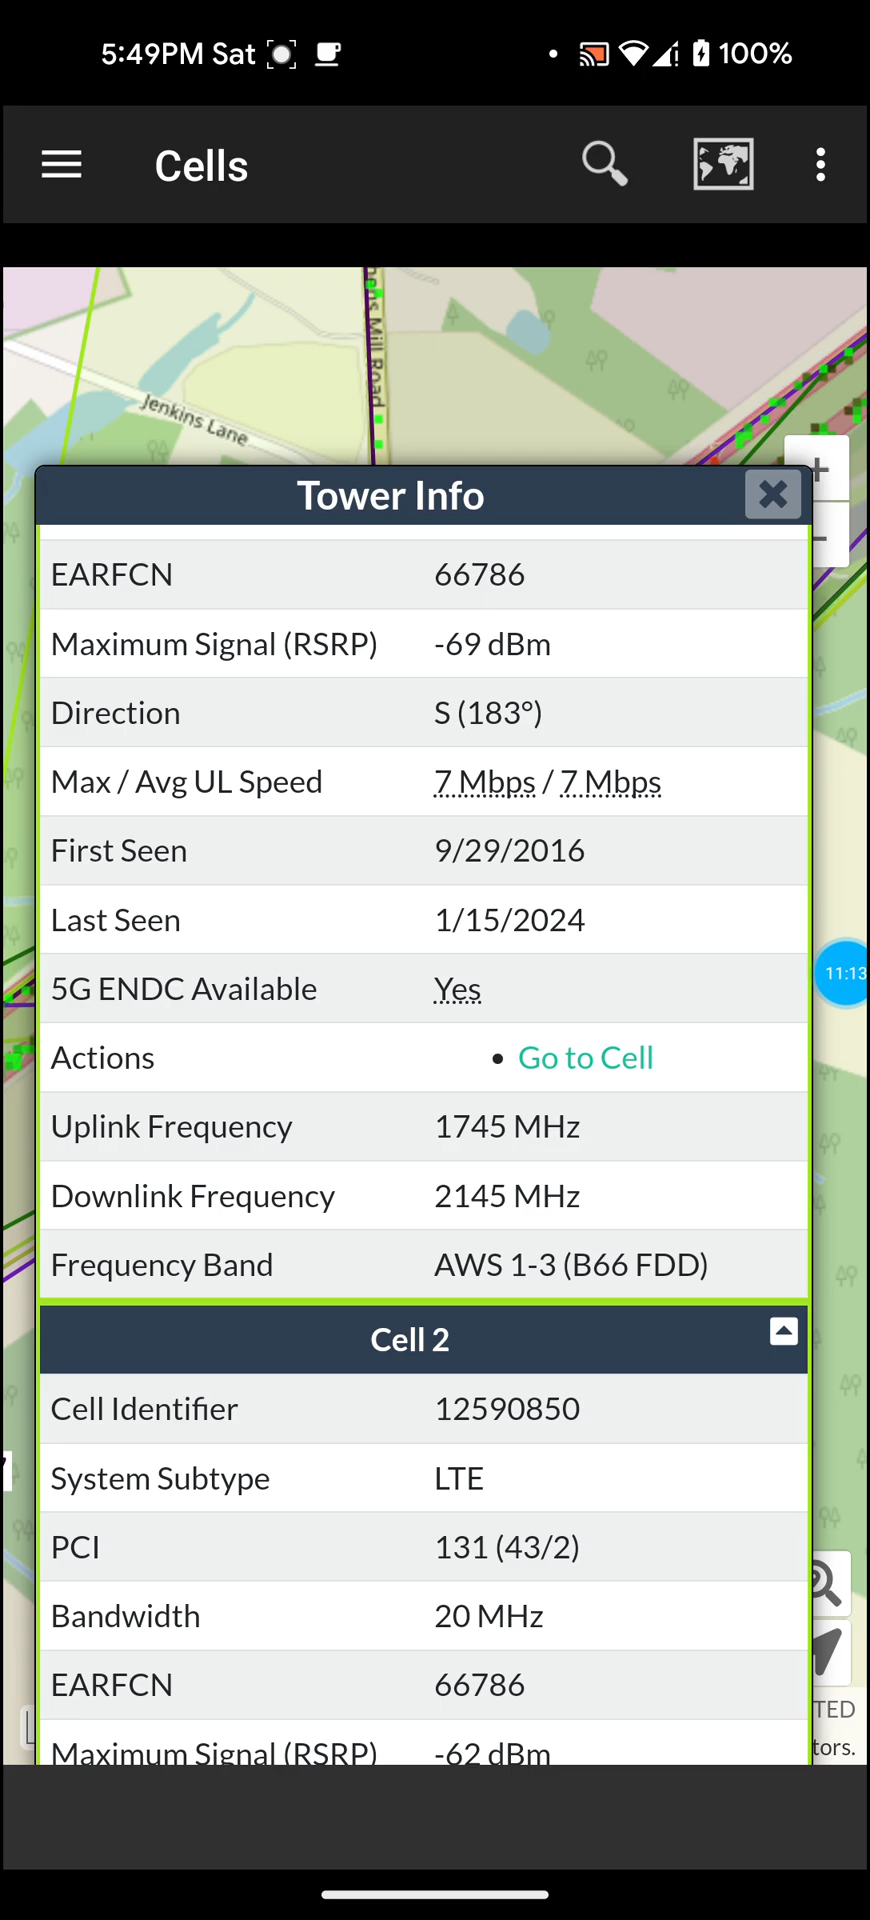 5:49PM Sat
100%
Cells
Mill Road
Jenkins Lane
+
Tower Info
−
EARFCN 66786
Maximum Signal (RSRP) -69 dBm
Direction S (183°)
Max / Avg UL Speed 7 Mbps / 7 Mbps
First Seen 9/29/2016
Last Seen 1/15/2024
11:13
5G ENDC Available Yes
Actions • Go to Cell
Uplink Frequency 1745 MHz
Downlink Frequency 2145 MHz
Frequency Band AWS 1-3 (B66 FDD)
Cell 2
Cell Identifier 12590850
System Subtype LTE
PCI 131 (43/2)
Bandwidth 20 MHz
EARFCN 66786
TED
Maximum Signal (RSRP) -62 dBm
tors.